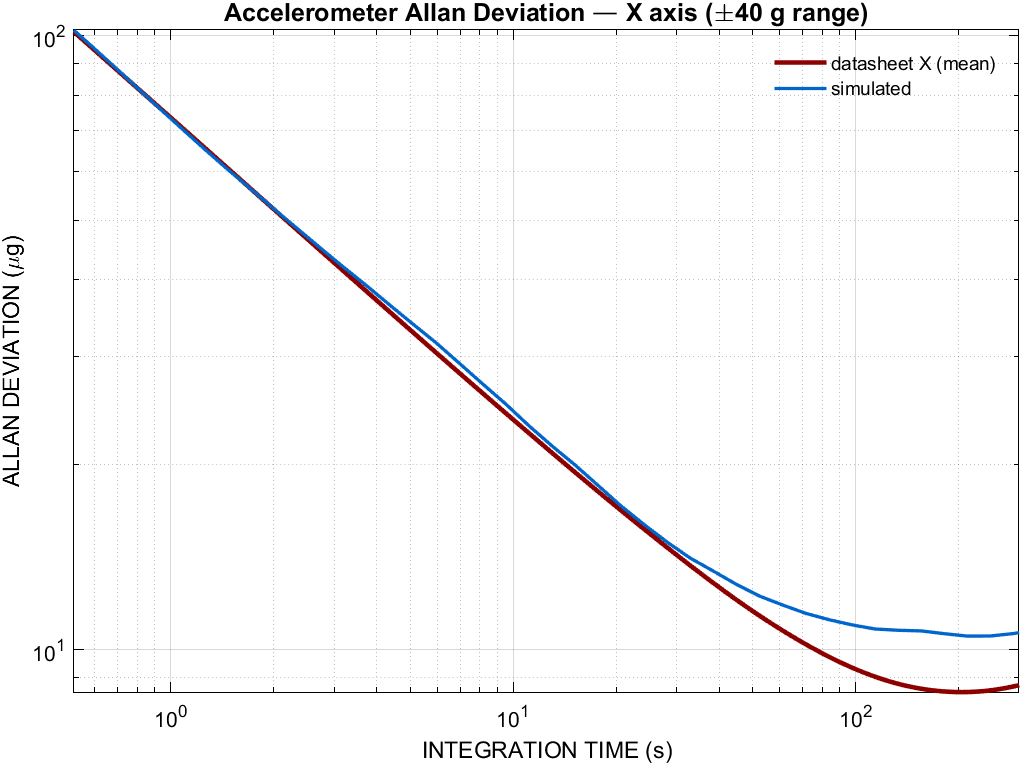 Accelerometer Allan Deviation — X axis (±40 g range)
datasheet X (mean)
simulated
ALLAN DEVIATION (μg)
10²
10¹
10⁰ 10¹ 10²
INTEGRATION TIME (s)